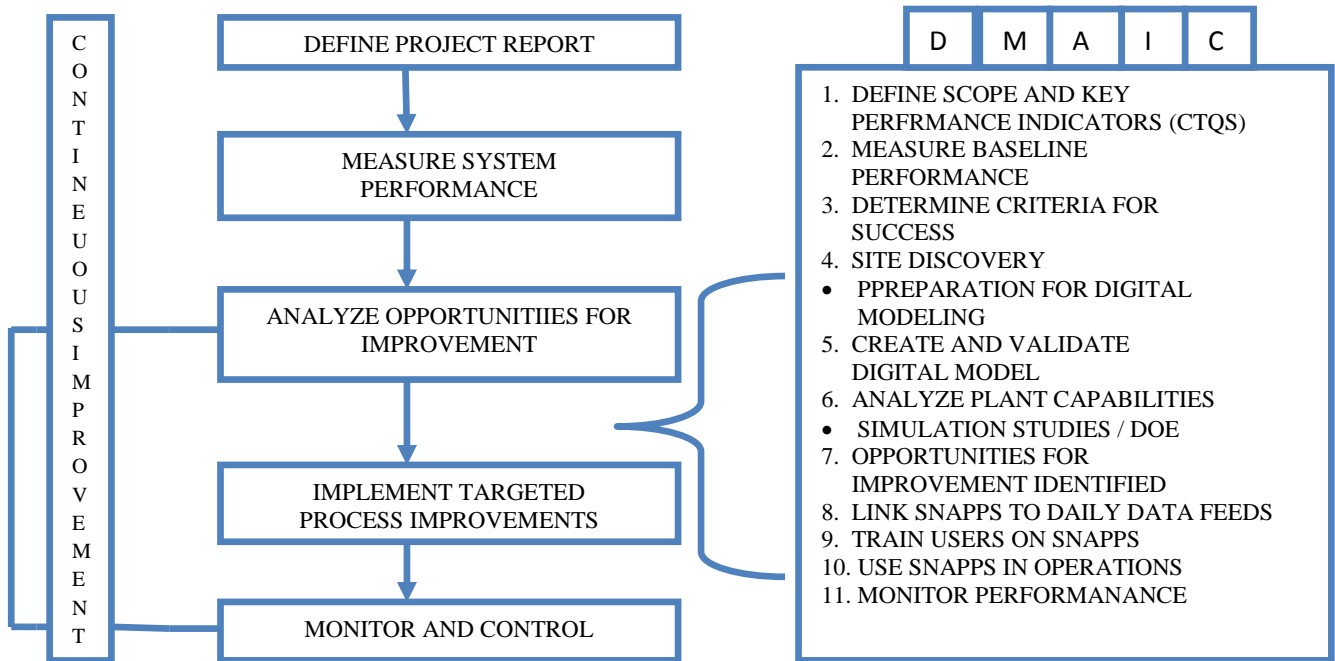 C
O
N
T
I
N
E
U
O
U
S
I
M
P
R
O
V
E
M
E
N
T
DEFINE PROJECT REPORT
MEASURE SYSTEM
PERFORMANCE
ANALYZE OPPORTUNITIIES FOR
IMPROVEMENT
IMPLEMENT TARGETED
PROCESS IMPROVEMENTS
MONITOR AND CONTROL
D M A I C
1. DEFINE SCOPE AND KEY
PERFRMANCE INDICATORS (CTQS)
2. MEASURE BASELINE
PERFORMANCE
3. DETERMINE CRITERIA FOR
SUCCESS
4. SITE DISCOVERY
• PPREPARATION FOR DIGITAL
MODELING
5. CREATE AND VALIDATE
DIGITAL MODEL
6. ANALYZE PLANT CAPABILITIES
• SIMULATION STUDIES / DOE
7. OPPORTUNITIES FOR
IMPROVEMENT IDENTIFIED
8. LINK SNAPPS TO DAILY DATA FEEDS
9. TRAIN USERS ON SNAPPS
10. USE SNAPPS IN OPERATIONS
11. MONITOR PERFORMANANCE